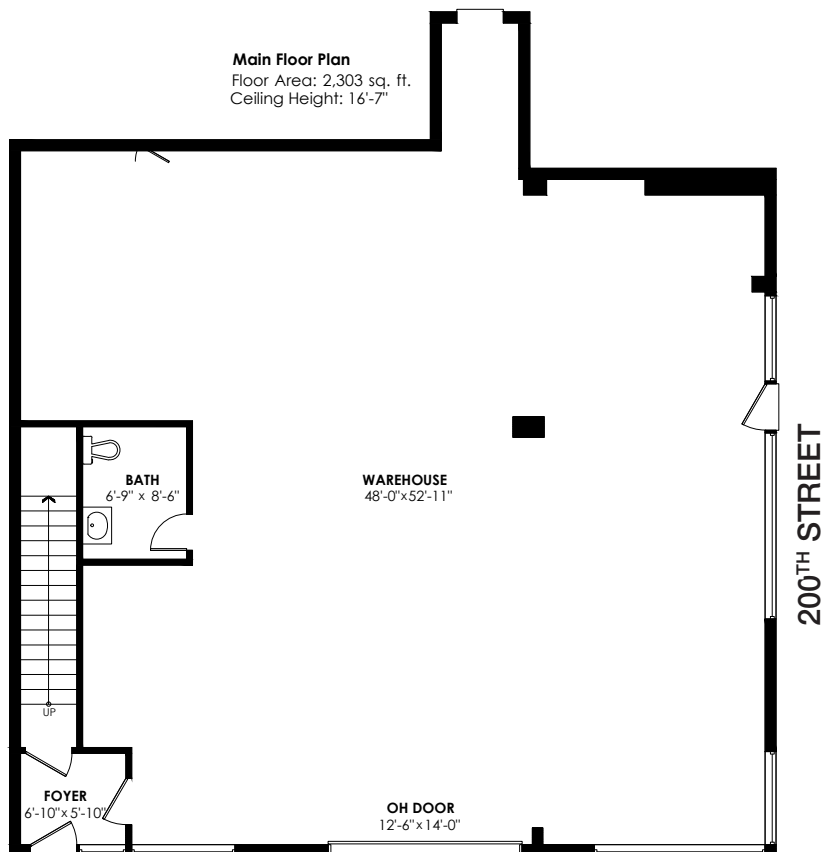 Main Floor Plan
Floor Area: 2,303 sq. ft.
Ceiling Height: 16'-7"
BATH
6'-9" x 8'-6"
WAREHOUSE
48'-0"x52'-11"
200TH STREET
UP
FOYER
6'-10"x5'-10"
OH DOOR
12'-6"x14'-0"